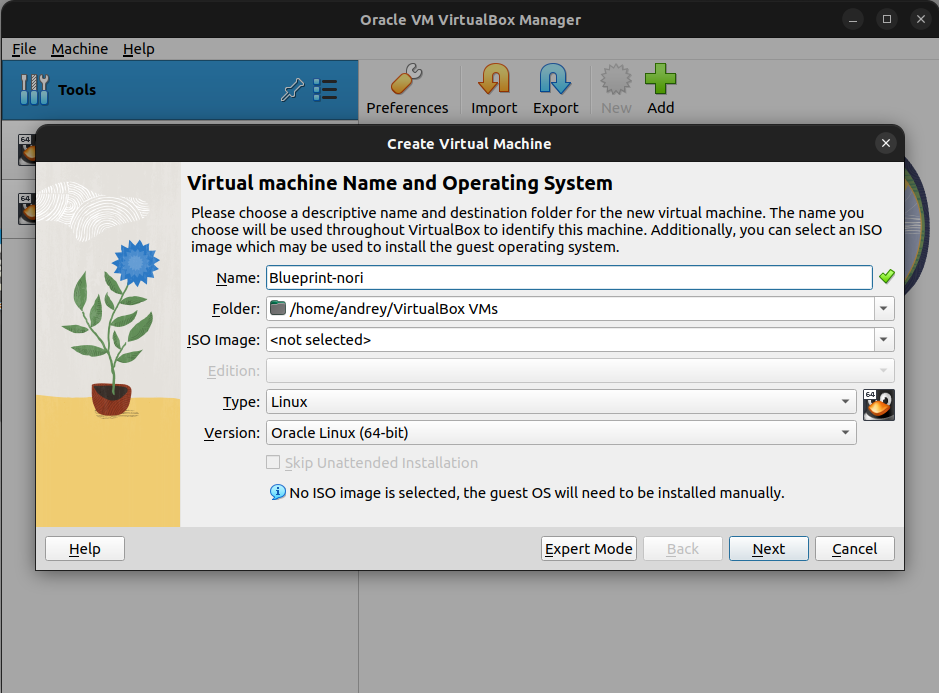 Oracle VM VirtualBox Manager
File Machine Help
Tools
Preferences Import Export New Add
64
64
Create Virtual Machine
Virtual machine Name and Operating System
Please choose a descriptive name and destination folder for the new virtual machine. The name you
choose will be used throughout VirtualBox to identify this machine. Additionally, you can select an ISO
image which may be used to install the guest operating system.
Name: Blueprint-nori
Folder: /home/andrey/VirtualBox VMs
ISO Image: <not selected>
Edition:
Type: Linux
64
Version: Oracle Linux (64-bit)
Skip Unattended Installation
No ISO image is selected, the guest OS will need to be installed manually.
Help Expert Mode Back Next Cancel